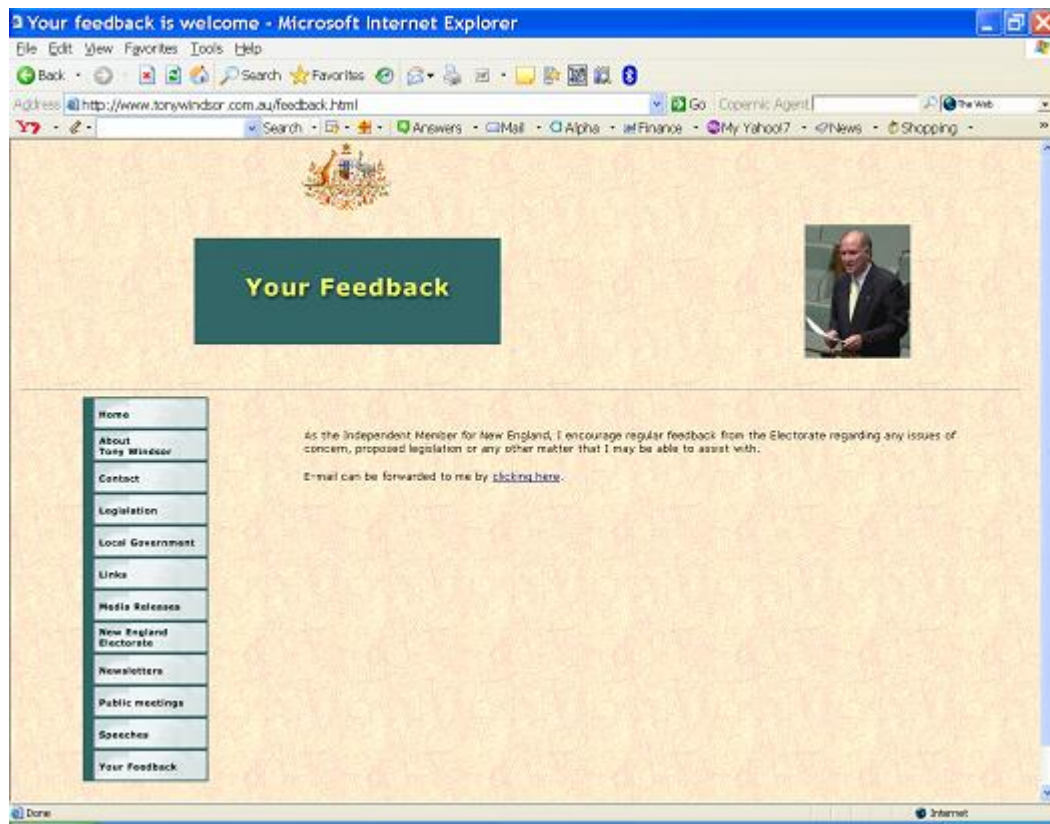 Your feedback is welcome - Microsoft Internet Explorer
File Edit View Favorites Tools Help
Back Search Favorites
Address http://www.tonywindsor.com.au/feedback.html Go Copernic Agent The Web
Y7 Search Answers Mail Alpha Finance My Yahoo!7 News Shopping
Your Feedback
Home
About
Tony Windsor
Contact
Legislation
Local Government
Links
Media Releases
New England
Electorate
Newsletters
Public meetings
Speeches
Your Feedback
As the Independent Member for New England, I encourage regular feedback from the Electorate regarding any issues of
concern, proposed legislation or any other matter that I may be able to assist with.
E-mail can be forwarded to me by clicking here.
Done Internet